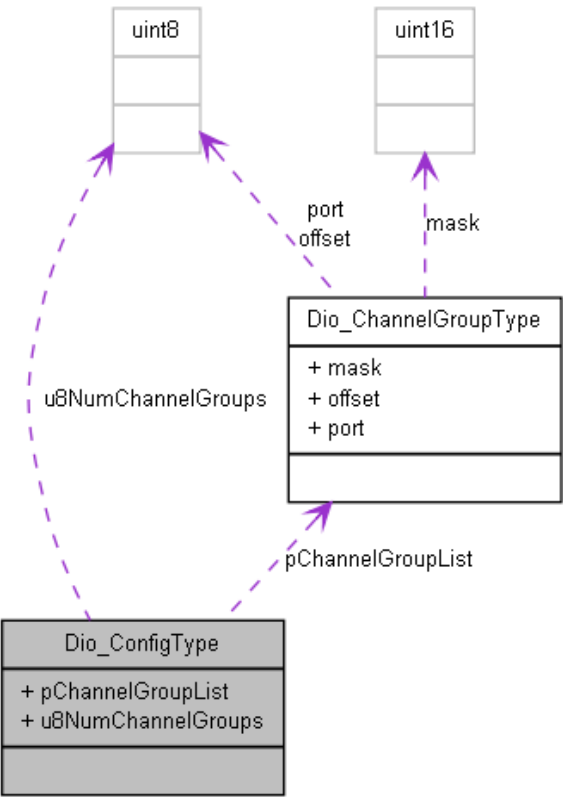 uint8
uint16
port
offset
mask
Dio_ChannelGroupType
+ mask
+ offset
+ port
u8NumChannelGroups
pChannelGroupList
Dio_ConfigType
+ pChannelGroupList
+ u8NumChannelGroups